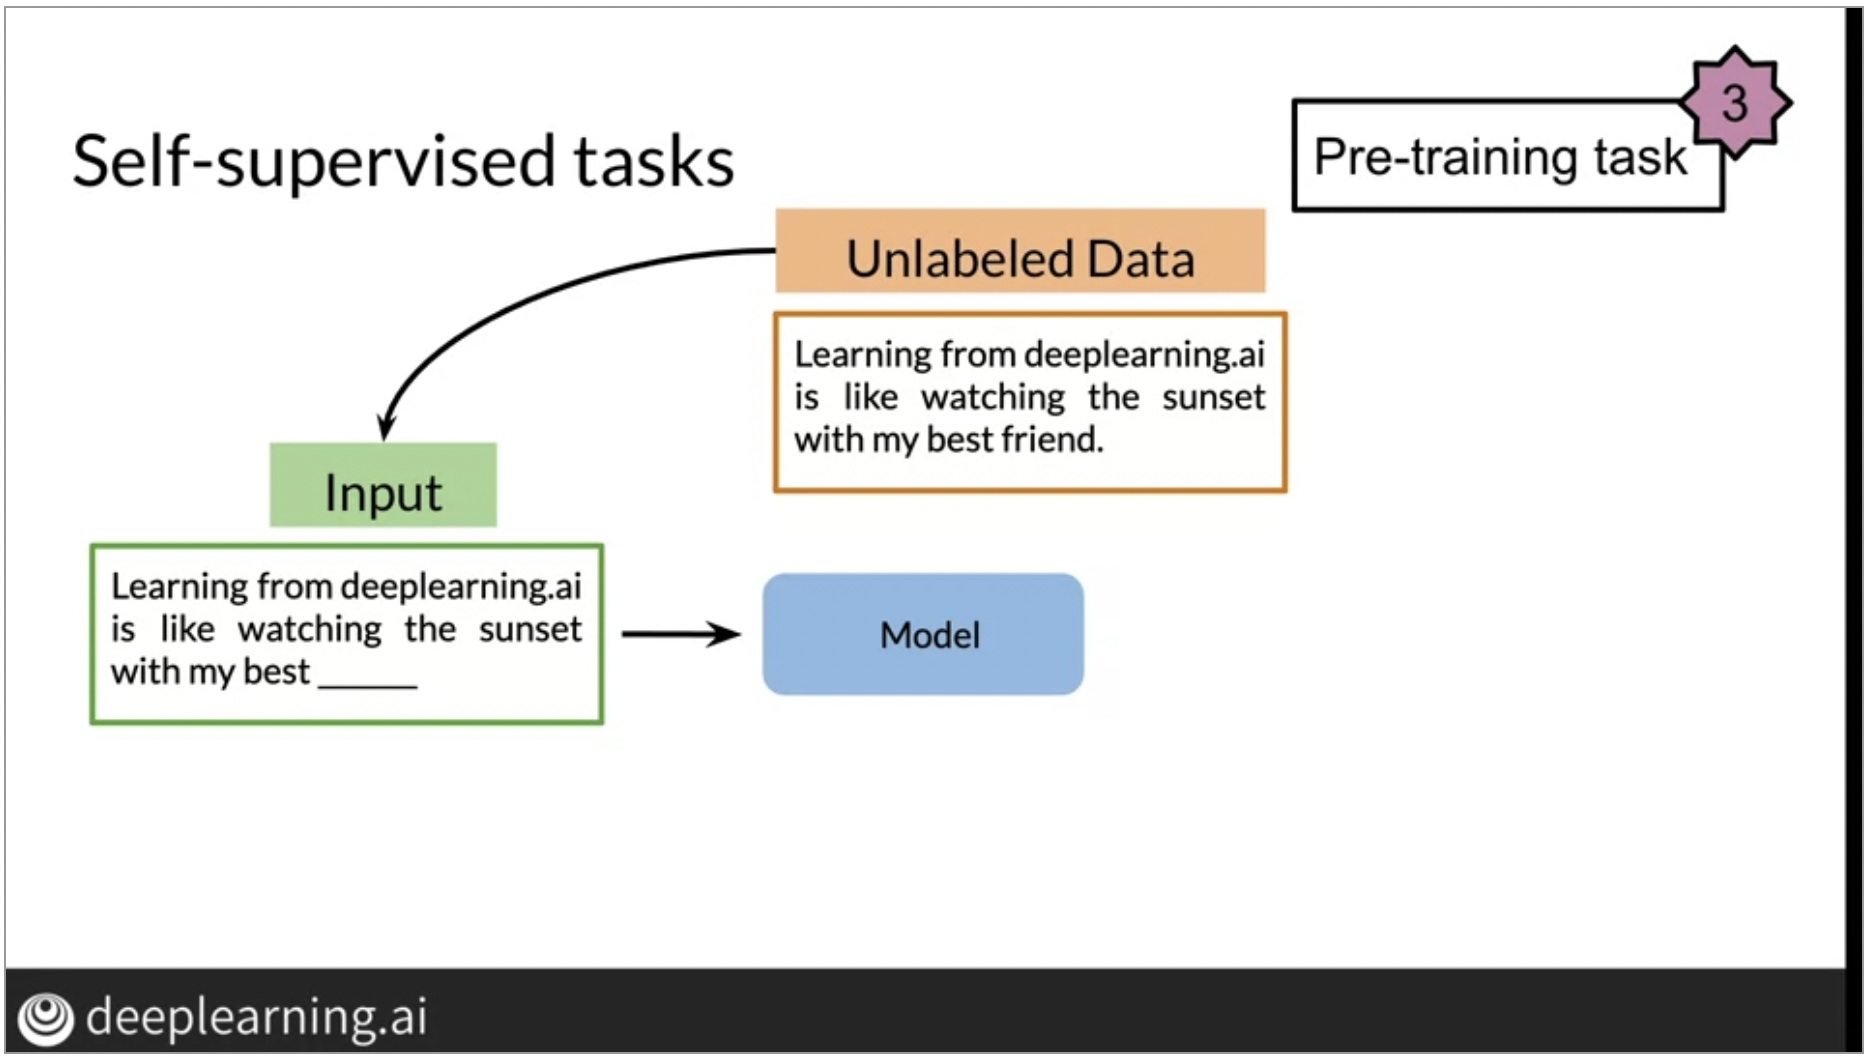 Self-supervised tasks
Pre-training task
3
Unlabeled Data
Learning from deeplearning.ai
is like watching the sunset
with my best friend.
Input
Learning from deeplearning.ai
is like watching the sunset
with my best ______
Model
deeplearning.ai